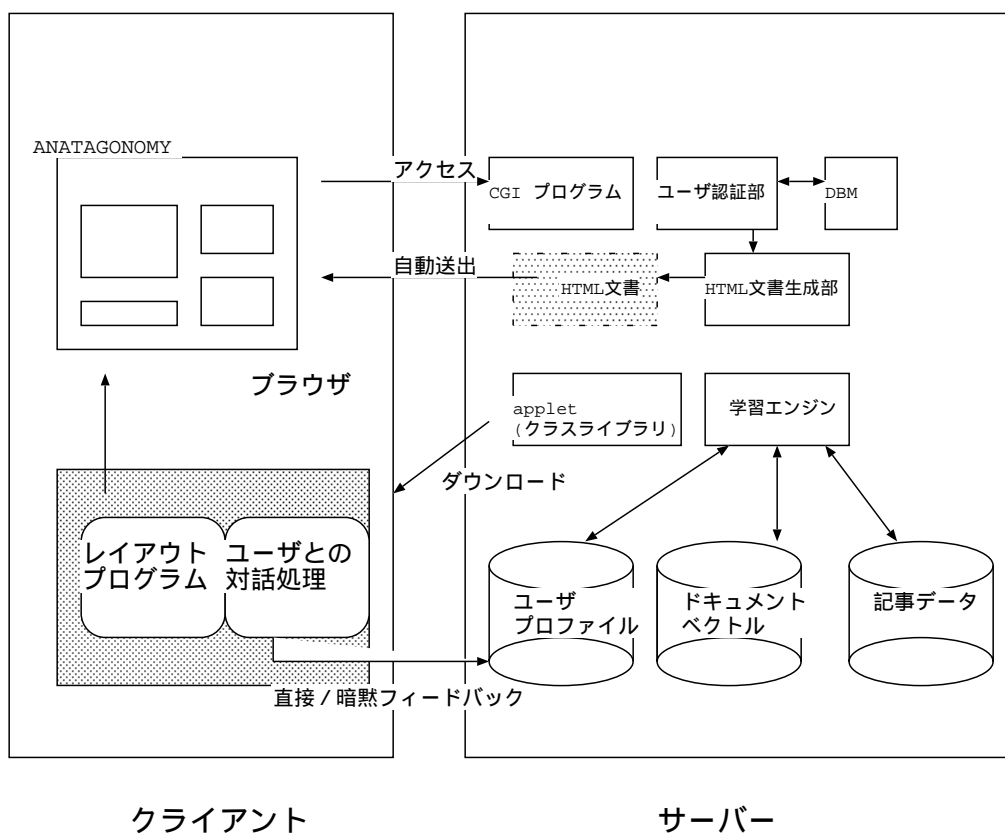 ANATAGONOMY
アクセス
CGI プログラム
ユーザ認証部
DBM
自動送出
HTML文書
HTML文書生成部
ブラウザ
applet
(クラスライブラリ)
学習エンジン
ダウンロード
レイアウト
プログラム
ユーザとの
対話処理
ユーザ
プロファイル
ドキュメント
ベクトル
記事データ
直接/暗黙フィードバック
クライアント
サーバー